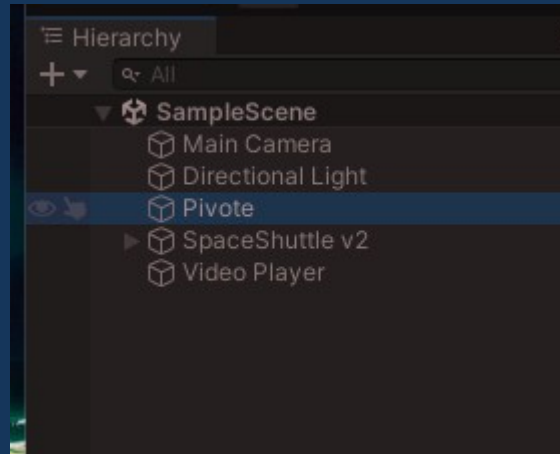 Hierarchy
All
SampleScene
Main Camera
Directional Light
Pivote
SpaceShuttle v2
Video Player